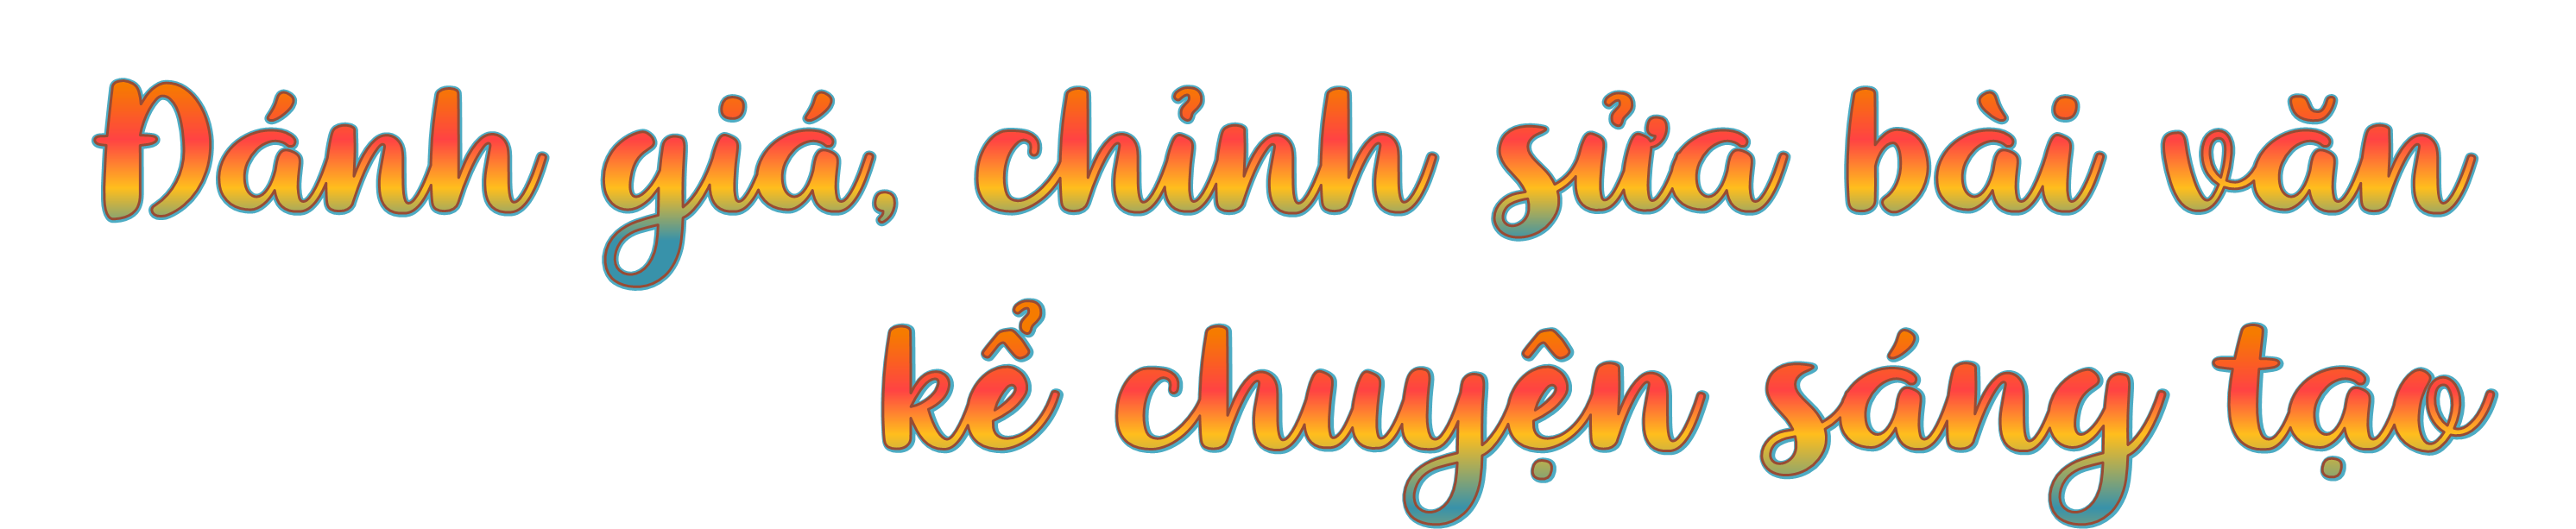 Đánh giá, chỉnh sửa bài văn
kể chuyện sáng tạo